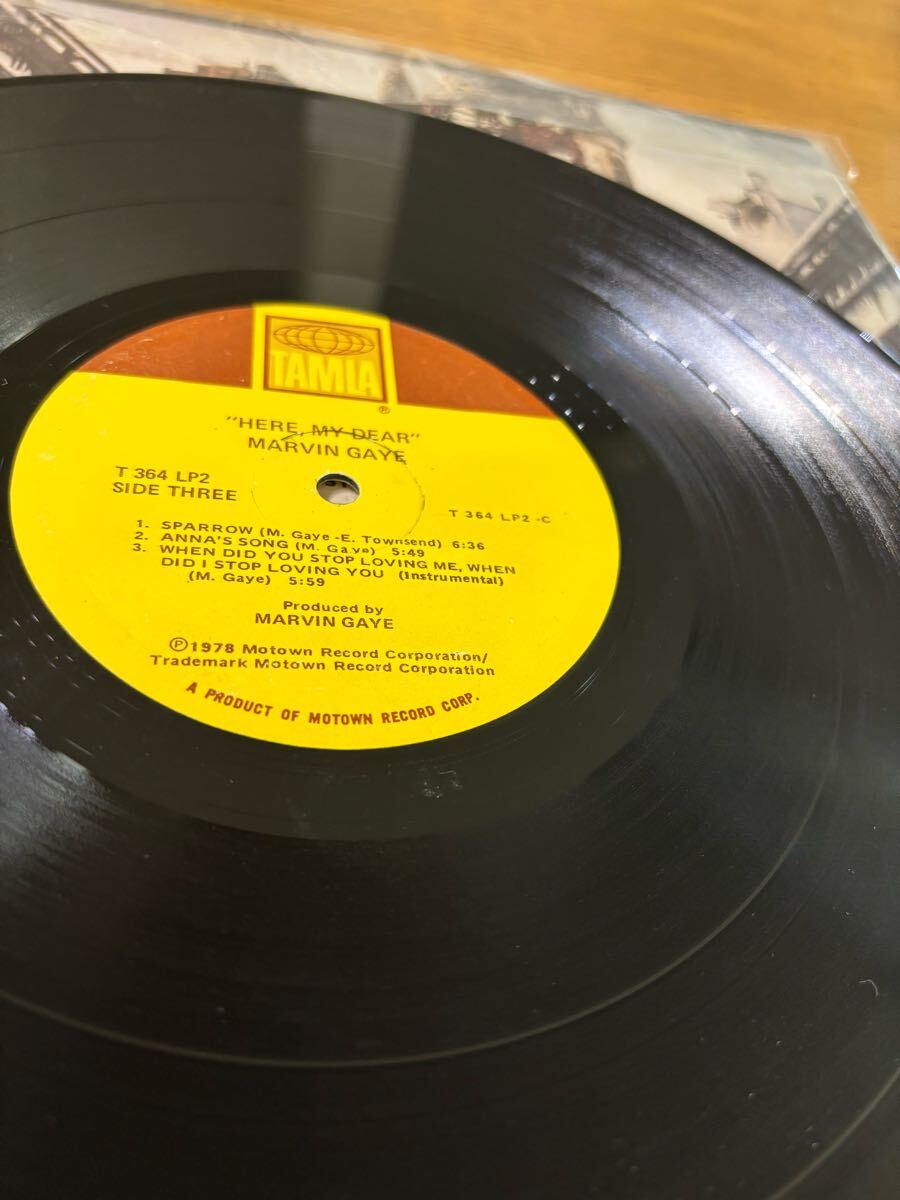 TAMLA
®
"HERE, MY DEAR"
MARVIN GAYE
T 364 LP2
SIDE THREE
T 364 LP2 -C
1. SPARROW (M. Gaye -E. Townsend) 6:36
2. ANNA'S SONG (M. Gaye) 5:49
3. WHEN DID YOU STOP LOVING ME, WHEN
DID I STOP LOVING YOU (Instrumental)
(M. Gaye) 5:59
Produced by
MARVIN GAYE
Ⓟ1978 Motown Record Corporation/
Trademark Motown Record Corporation
A PRODUCT OF MOTOWN RECORD CORP.